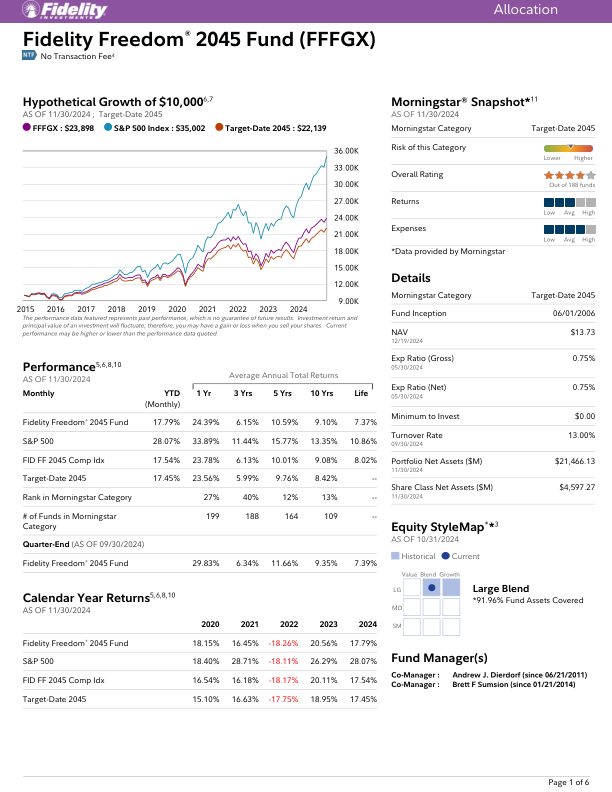 Fidelity
INVESTMENTS
Allocation
Fidelity Freedom® 2045 Fund (FFFGX)
NTF No Transaction Fee⁴
Hypothetical Growth of $10,000⁶,⁷
AS OF 11/30/2024 ; Target-Date 2045
FFFGX : $23,898 S&P 500 Index : $35,002 Target-Date 2045 : $22,139
36.00K
33.00K
30.00K
27.00K
24.00K
21.00K
18.00K
15.00K
12.00K
9.00K
2015 2016 2017 2018 2019 2020 2021 2022 2023 2024
The performance data featured represents past performance, which is no guarantee of future results. Investment return and
principal value of an investment will fluctuate; therefore, you may have a gain or loss when you sell your shares. Current
performance may be higher or lower than the performance data quoted.
Performance⁵,⁶,⁸,¹⁰
AS OF 11/30/2024
Average Annual Total Returns
Monthly YTD (Monthly) 1 Yr 3 Yrs 5 Yrs 10 Yrs Life
Fidelity Freedom® 2045 Fund 17.79% 24.39% 6.15% 10.59% 9.10% 7.37%
S&P 500 28.07% 33.89% 11.44% 15.77% 13.35% 10.86%
FID FF 2045 Comp Idx 17.54% 23.78% 6.13% 10.01% 9.08% 8.02%
Target-Date 2045 17.45% 23.56% 5.99% 9.76% 8.42% --
Rank in Morningstar Category 27% 40% 12% 13% --
# of Funds in Morningstar Category 199 188 164 109 --
Quarter-End (AS OF 09/30/2024)
Fidelity Freedom® 2045 Fund 29.83% 6.34% 11.66% 9.35% 7.39%
Calendar Year Returns⁵,⁶,⁸,¹⁰
AS OF 11/30/2024
2020 2021 2022 2023 2024
Fidelity Freedom® 2045 Fund 18.15% 16.45% -18.26% 20.56% 17.79%
S&P 500 18.40% 28.71% -18.11% 26.29% 28.07%
FID FF 2045 Comp Idx 16.54% 16.18% -18.17% 20.11% 17.54%
Target-Date 2045 15.10% 16.63% -17.75% 18.95% 17.45%
Morningstar® Snapshot*¹¹
AS OF 11/30/2024
Morningstar Category Target-Date 2045
Risk of this Category
Lower Higher
Overall Rating
Out of 188 funds
Returns
Low Avg High
Expenses
Low Avg High
*Data provided by Morningstar
Details
Morningstar Category Target-Date 2045
Fund Inception 06/01/2006
NAV $13.73
12/19/2024
Exp Ratio (Gross) 0.75%
05/30/2024
Exp Ratio (Net) 0.75%
05/30/2024
Minimum to Invest $0.00
Turnover Rate 13.00%
09/30/2024
Portfolio Net Assets ($M) $21,466.13
11/30/2024
Share Class Net Assets ($M) $4,597.27
11/30/2024
Equity StyleMap®*³
AS OF 10/31/2024
Historical Current
Value Blend Growth
LG
MD
SM
Large Blend
*91.96% Fund Assets Covered
Fund Manager(s)
Co-Manager : Andrew J. Dierdorf (since 06/21/2011)
Co-Manager : Brett F Sumsion (since 01/21/2014)
Page 1 of 6